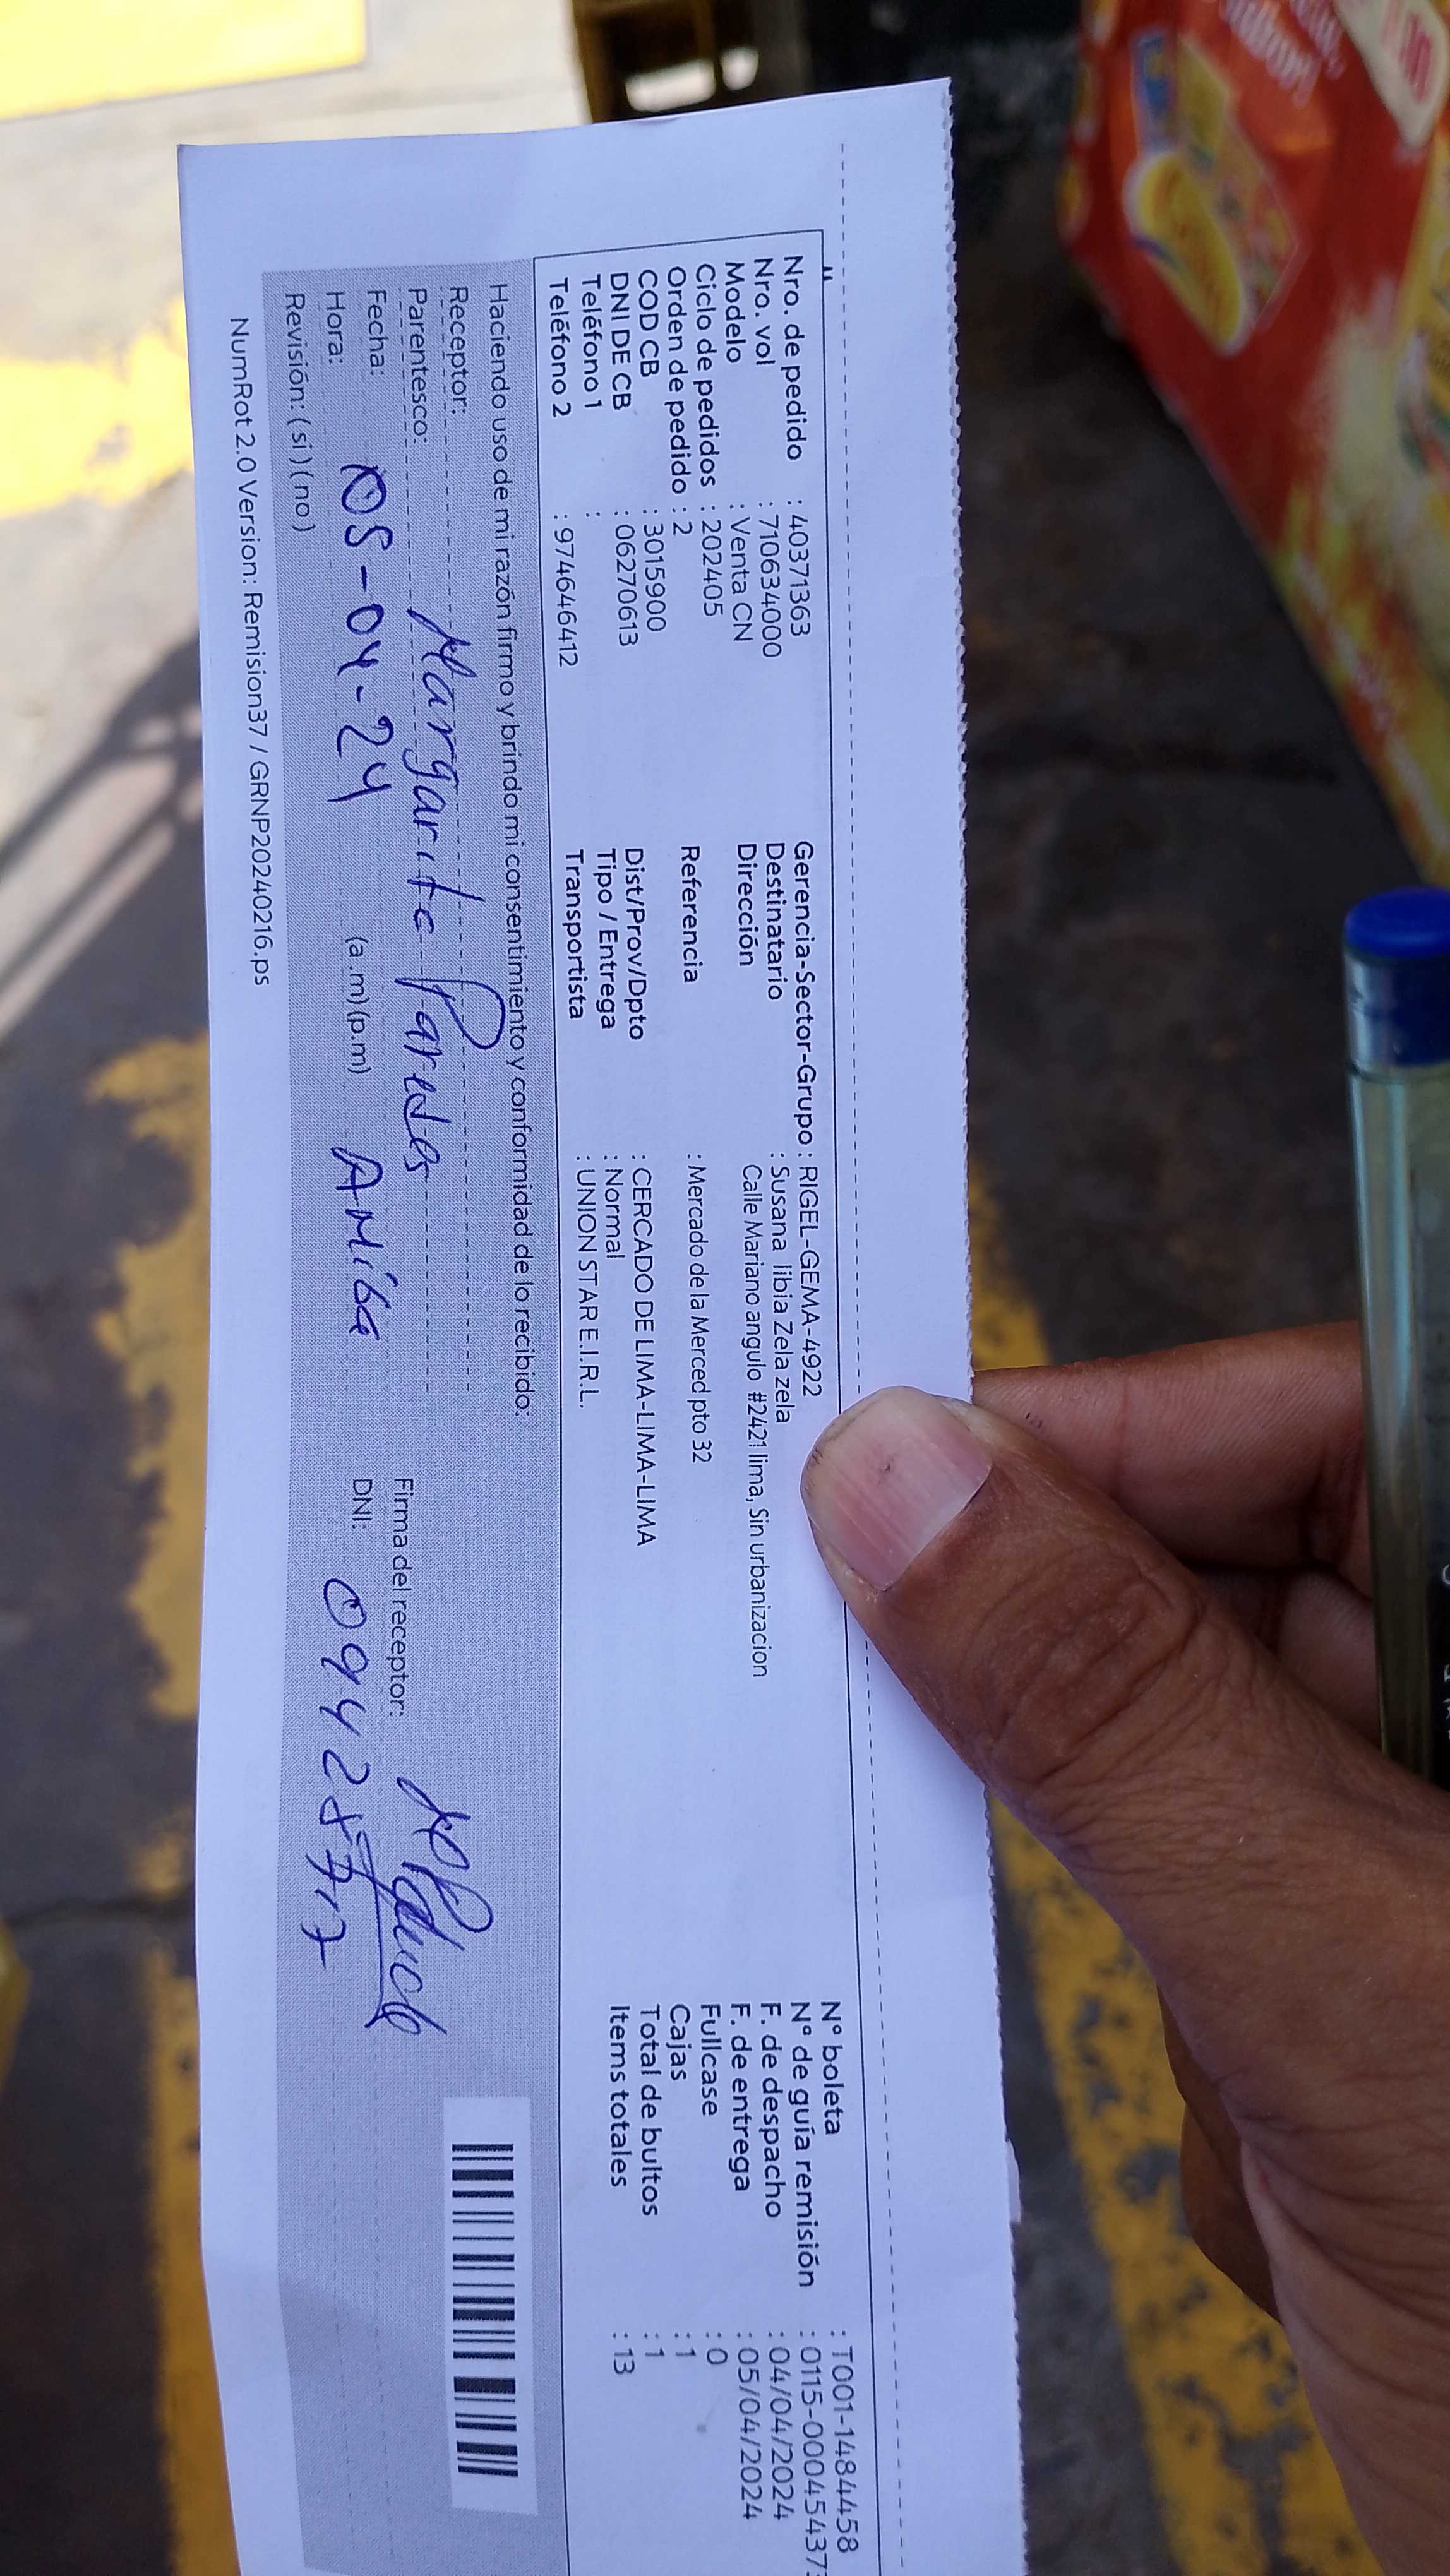 Nro. de pedido : 40371363
Nro. vol : 710634000
Modelo : Venta CN
Ciclo de pedidos : 202405
Orden de pedido : 2
COD CB : 3015900
DNI DE CB : 06270613
Teléfono 1 :
Teléfono 2 : 974646412
Gerencia-Sector-Grupo : RIGEL-GEMA-4922
Destinatario : Susana libia Zela zela
Dirección Calle Mariano angulo #2421 lima, Sin urbanizacion
Referencia : Mercado de la Merced pto 32
Dist/Prov/Dpto : CERCADO DE LIMA-LIMA-LIMA
Tipo / Entrega : Normal
Transportista : UNION STAR E.I.R.L.
N° boleta : T001-1484458
N° de guía remisión : 0115-00045437
F. de despacho : 04/04/2024
F. de entrega : 05/04/2024
Fullcase : 0
Cajas : 1
Total de bultos : 1
Items totales : 13
Haciendo uso de mi razón firmo y brindo mi consentimiento y conformidad de lo recibido:
Receptor: Margarita Paredes
Parentesco:
Fecha: 05-04-24
Hora: (a.m)(p.m) Amiga
Revisión: (si) (no)
Firma del receptor:
DNI:
NumRot 2.0 Version: Remision37 / GRNP20240216.ps